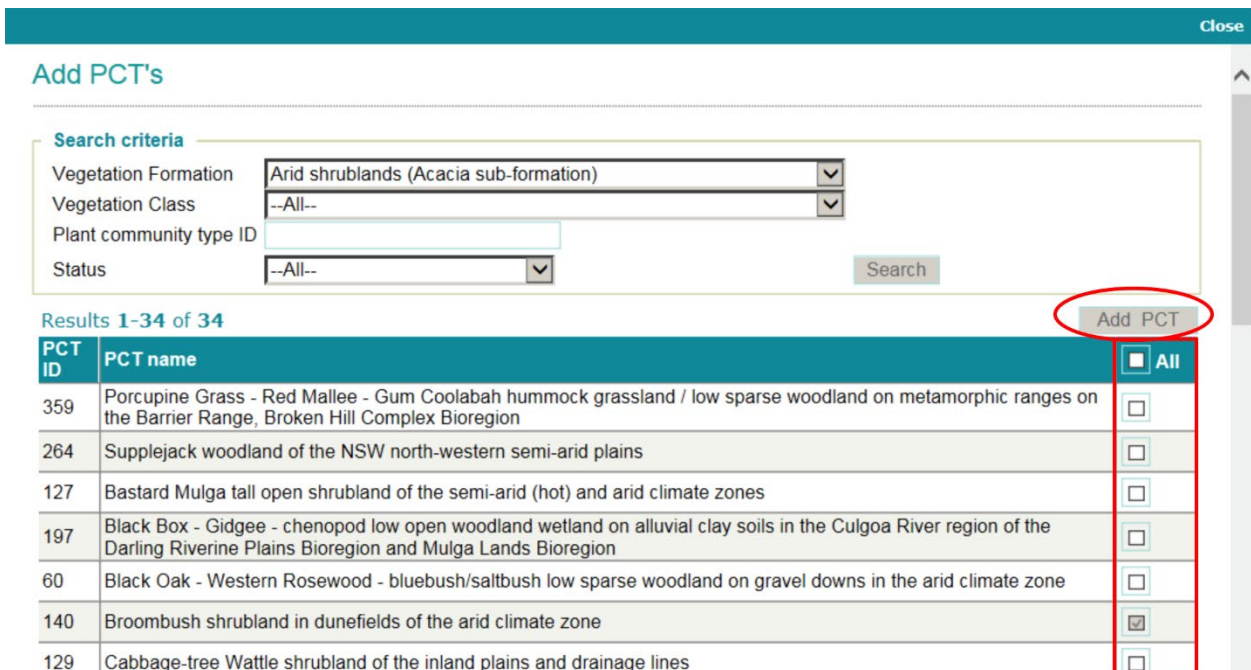 Close
Add PCT's
Search criteria
Vegetation Formation Arid shrublands (Acacia sub-formation)
Vegetation Class --All--
Plant community type ID
Status --All-- Search
Results 1-34 of 34 Add PCT
PCT ID PCT name All
359 Porcupine Grass - Red Mallee - Gum Coolabah hummock grassland / low sparse woodland on metamorphic ranges on
the Barrier Range, Broken Hill Complex Bioregion
264 Supplejack woodland of the NSW north-western semi-arid plains
127 Bastard Mulga tall open shrubland of the semi-arid (hot) and arid climate zones
197 Black Box - Gidgee - chenopod low open woodland wetland on alluvial clay soils in the Culgoa River region of the
Darling Riverine Plains Bioregion and Mulga Lands Bioregion
60 Black Oak - Western Rosewood - bluebush/saltbush low sparse woodland on gravel downs in the arid climate zone
140 Broombush shrubland in dunefields of the arid climate zone
129 Cabbage-tree Wattle shrubland of the inland plains and drainage lines